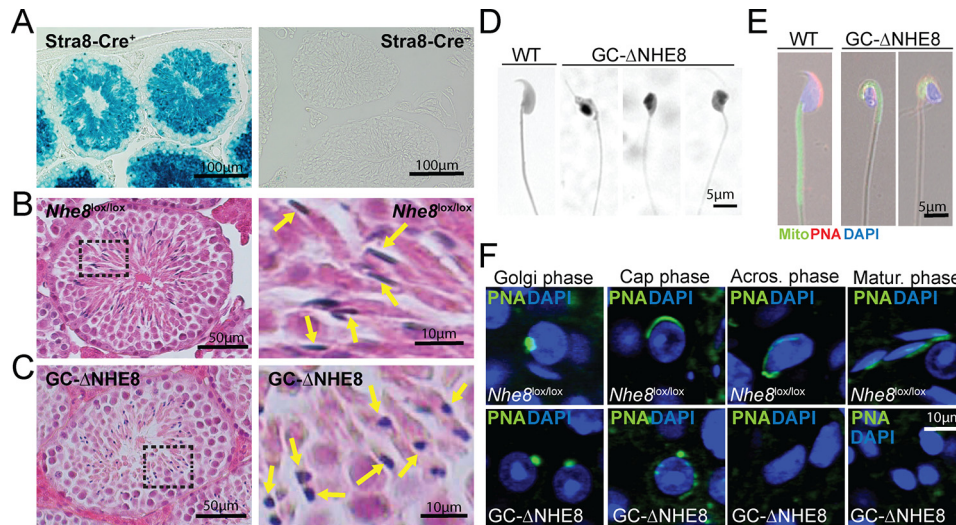 A
Stra8-Cre⁺
100µm
Stra8-Cre⁻
100µm
B
Nhe8lox/lox
50µm
Nhe8lox/lox
10µm
C
GC-ΔNHE8
50µm
GC-ΔNHE8
10µm
D
WT
GC-ΔNHE8
5µm
E
WT
GC-ΔNHE8
5µm
Mito PNA DAPI
F
Golgi phase
Cap phase
Acros. phase
Matur. phase
PNA DAPI
PNA DAPI
PNA DAPI
PNA DAPI
Nhe8lox/lox
Nhe8lox/lox
Nhe8lox/lox
Nhe8lox/lox
PNA DAPI
PNA DAPI
PNA DAPI
PNA
DAPI
10µm
GC-ΔNHE8
GC-ΔNHE8
GC-ΔNHE8
GC-ΔNHE8